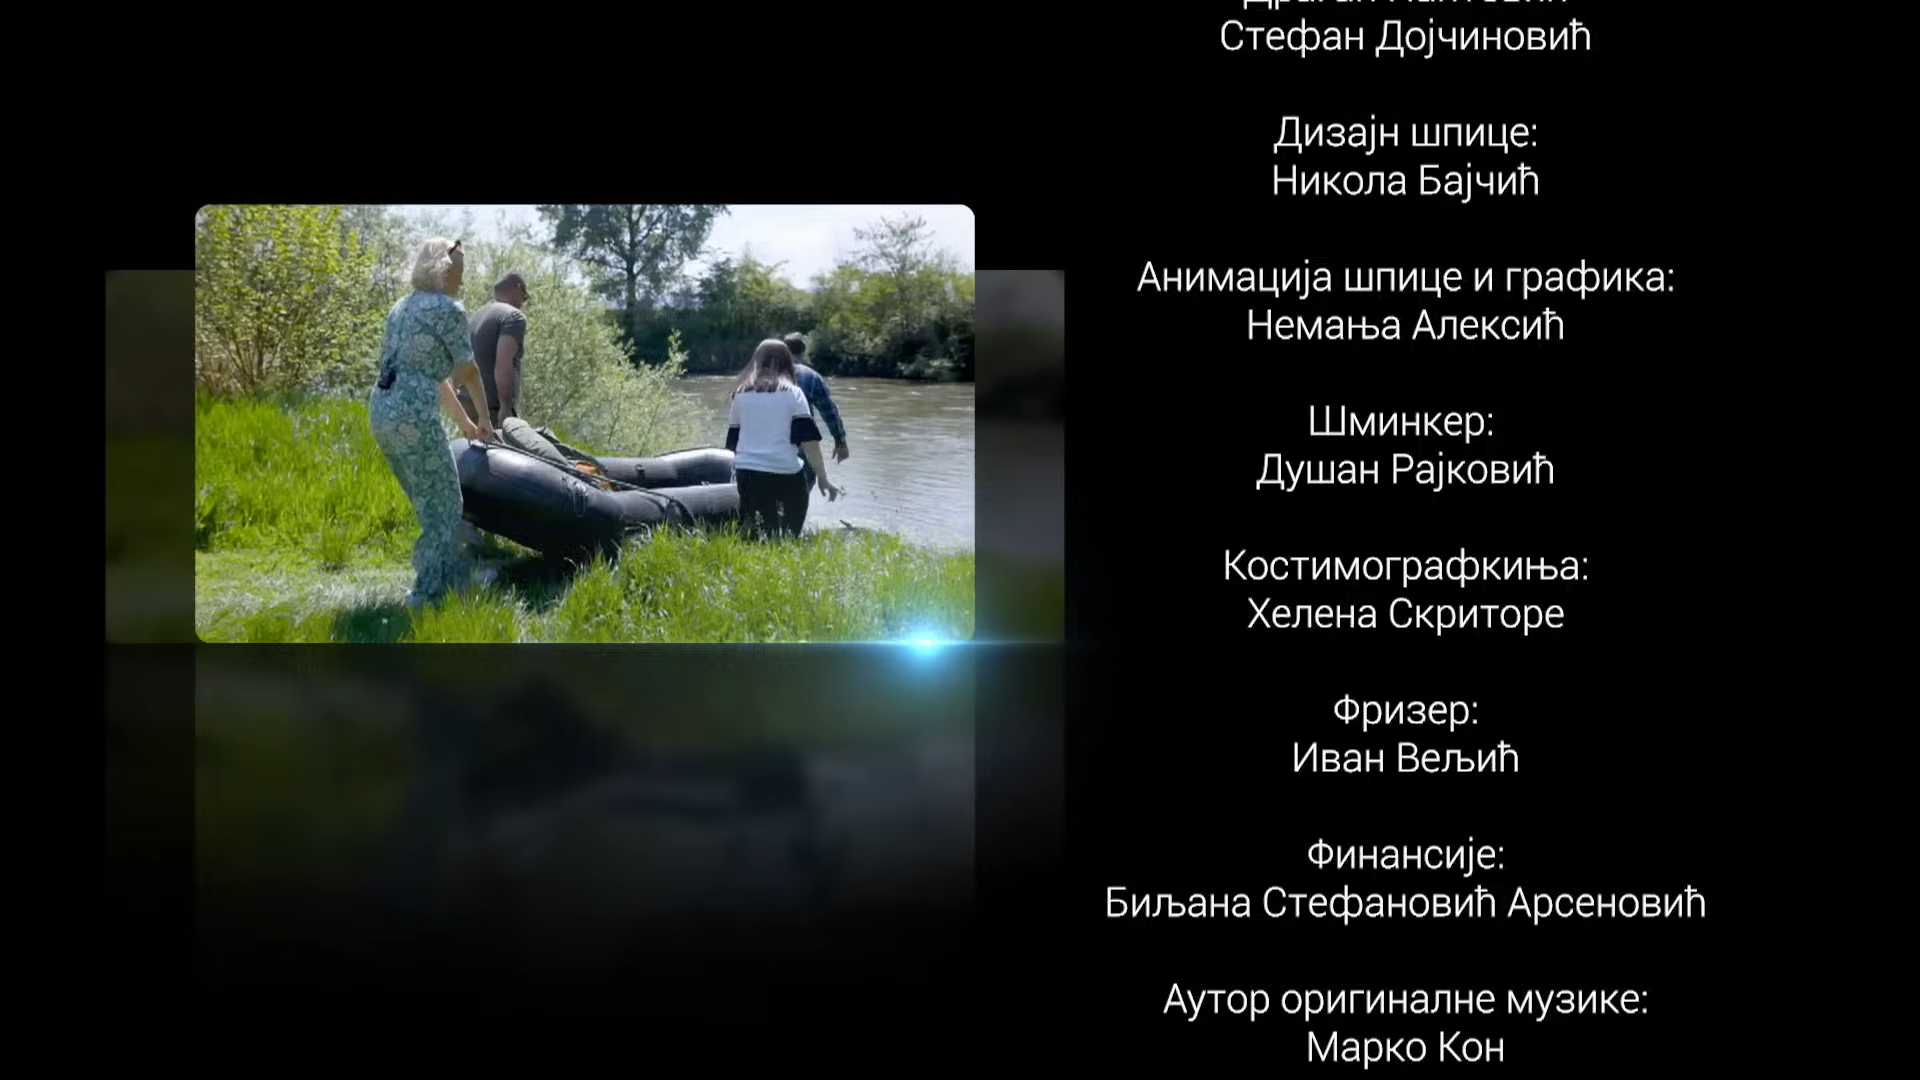 Стефан Дојчиновић
Дизајн шпице:
Никола Бајчић
Анимација шпице и графика:
Немања Алексић
Шминкер:
Душан Рајковић
Костимографкиња:
Хелена Скриторе
Фризер:
Иван Вељић
Финансије:
Биљана Стефановић Арсеновић
Аутор оригиналне музике:
Марко Кон